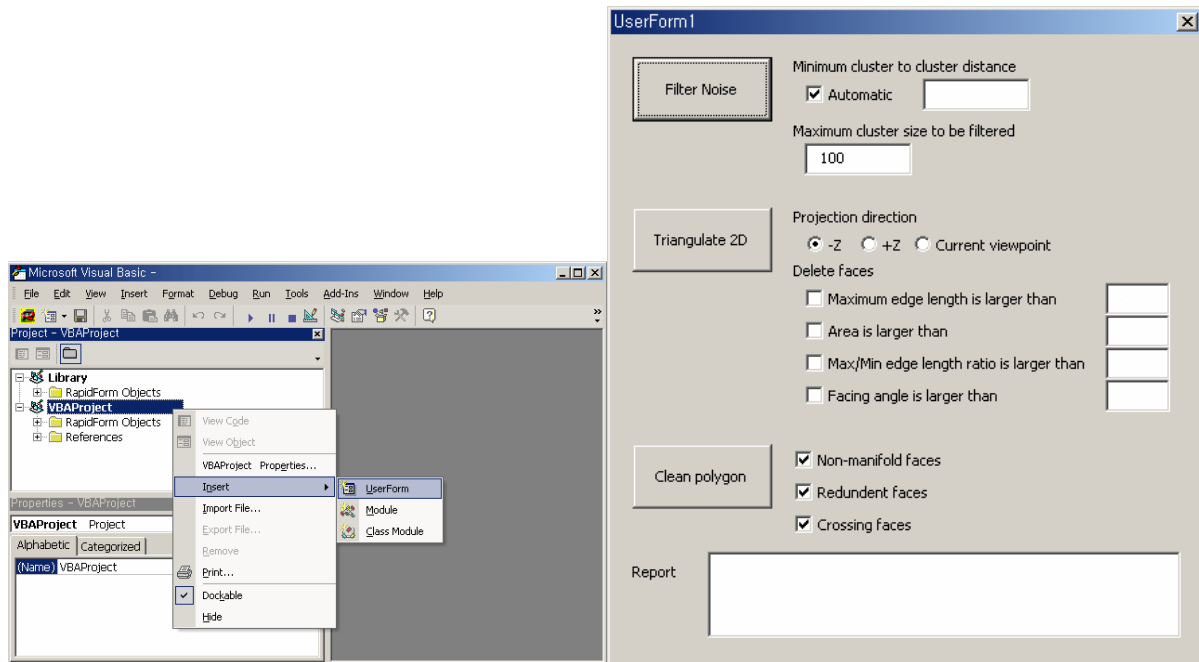 Microsoft Visual Basic -
File Edit View Insert Format Debug Run Tools Add-Ins Window Help
Project - VBAProject
Library
RapidForm Objects
VBAProject
RapidForm Objects
References
View Code
View Object
VBAProject Properties...
Insert
Import File...
Export File...
Remove
Print...
Dockable
Hide
UserForm
Module
Class Module
Properties - VBAProject
VBAProject Project
Alphabetic Categorized
(Name) VBAProject
UserForm1
Filter Noise
Minimum cluster to cluster distance
Automatic
Maximum cluster size to be filtered
100
Triangulate 2D
Projection direction
-Z +Z Current viewpoint
Delete faces
Maximum edge length is larger than
Area is larger than
Max/Min edge length ratio is larger than
Facing angle is larger than
Clean polygon
Non-manifold faces
Redundent faces
Crossing faces
Report